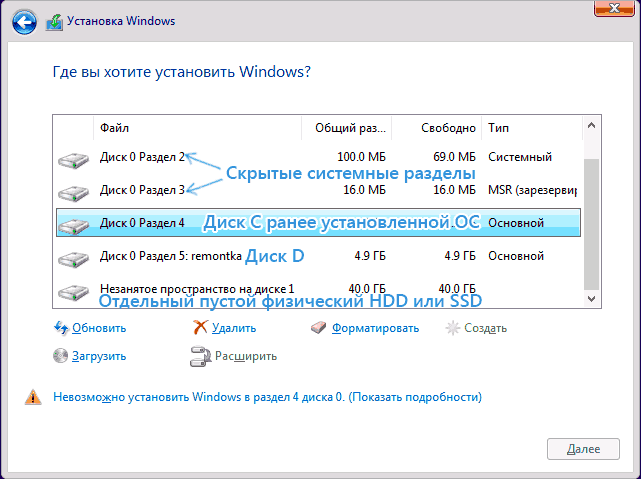 Установка Windows
Где вы хотите установить Windows?
Файл Общий раз... Свободно Тип
Диск 0 Раздел 2 100.0 МБ 69.0 МБ Системный
Скрытые системные разделы
Диск 0 Раздел 3 16.0 МБ 16.0 МБ MSR (зарезервир
Диск 0 Раздел 4 Диск C ранее установленной ОС Основной
Диск 0 Раздел 5: remontka Диск D 4.9 ГБ 4.9 ГБ Основной
Незанятое пространство на диске 1 40.0 ГБ 40.0 ГБ
Отдельный пустой физический HDD или SSD
Обновить Удалить Форматировать Создать
Загрузить Расширить
Невозможно установить Windows в раздел 4 диска 0. (Показать подробности)
Далее